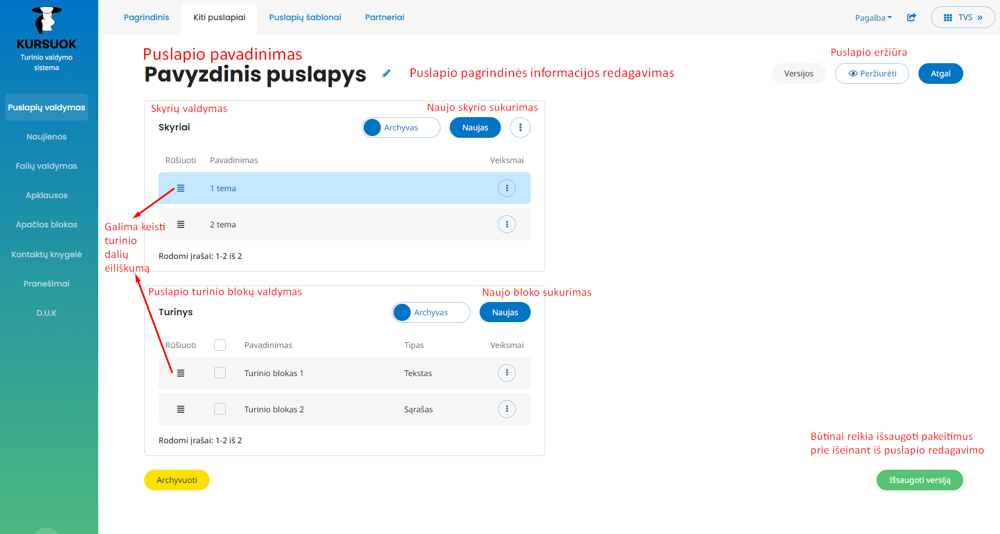 KURSUOK
Turinio valdymo
sistema
Puslapių valdymas
Naujienos
Failų valdymas
Apklausos
Apačios blokas
Kontaktų knygelė
Pranešimai
D.U.K
Pagrindinis
Kiti puslapiai
Puslapių šablonai
Partneriai
Pagalba
TVS »
Puslapio pavadinimas
Pavyzdinis puslapys
Puslapio pagrindinės informacijos redagavimas
Puslapio eržiūra
Versijos
Peržiurėti
Atgal
Skyrių valdymas
Naujo skyrio sukurimas
Skyriai
Archyvas
Naujas
Rūšiuoti
Pavadinimas
Veiksmai
1 tema
2 tema
Rodomi įrašai: 1-2 iš 2
Galima keisti
turinio
dalių
eiliškumą
Puslapio turinio blokų valdymas
Naujo bloko sukurimas
Turinys
Archyvas
Naujas
Rūšiuoti
Pavadinimas
Tipas
Veiksmai
Turinio blokas 1
Tekstas
Turinio blokas 2
Sąrašas
Rodomi įrašai: 1-2 iš 2
Būtinai reikia išsaugoti pakeitimus
prie išeinant iš puslapio redagavimo
Archyvuoti
Išsaugoti versiją